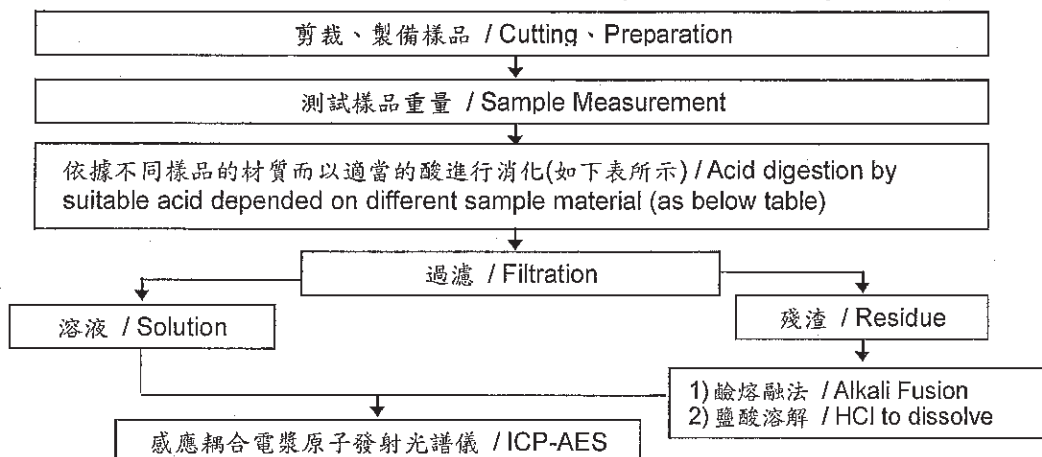 剪裁、製備樣品 / Cutting、Preparation
測試樣品重量 / Sample Measurement
依據不同樣品的材質而以適當的酸進行消化(如下表所示) / Acid digestion by
suitable acid depended on different sample material (as below table)
過濾 / Filtration
溶液 / Solution
殘渣 / Residue
1) 鹼熔融法 / Alkali Fusion
2) 鹽酸溶解 / HCl to dissolve
感應耦合電漿原子發射光譜儀 / ICP-AES